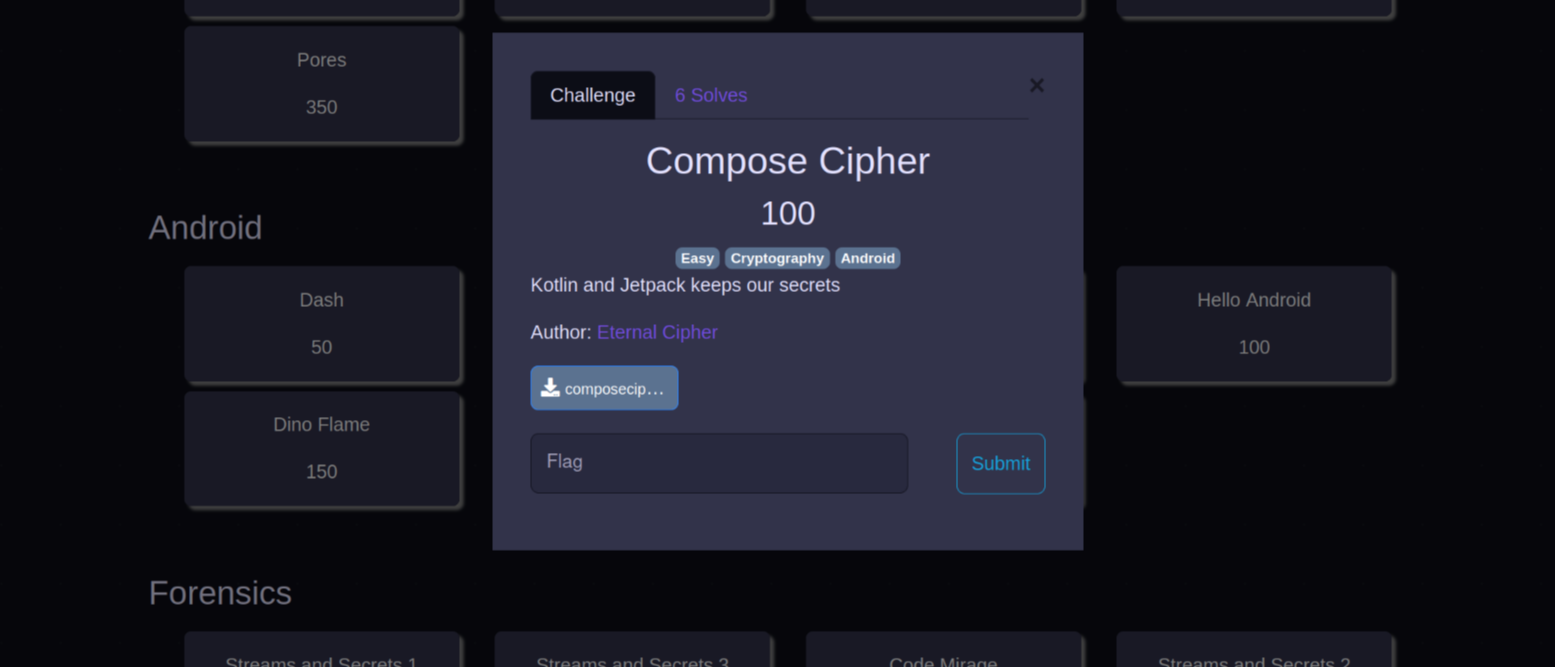 Pores
350
Challenge
6 Solves
×
Compose Cipher
100
Easy Cryptography Android
Kotlin and Jetpack keeps our secrets
Author: Eternal Cipher
composecip...
Flag
Submit
Android
Dash
50
Hello Android
100
Dino Flame
150
Forensics
Streams and Secrets 1
Streams and Secrets 3
Code Mirage
Streams and Secrets 2